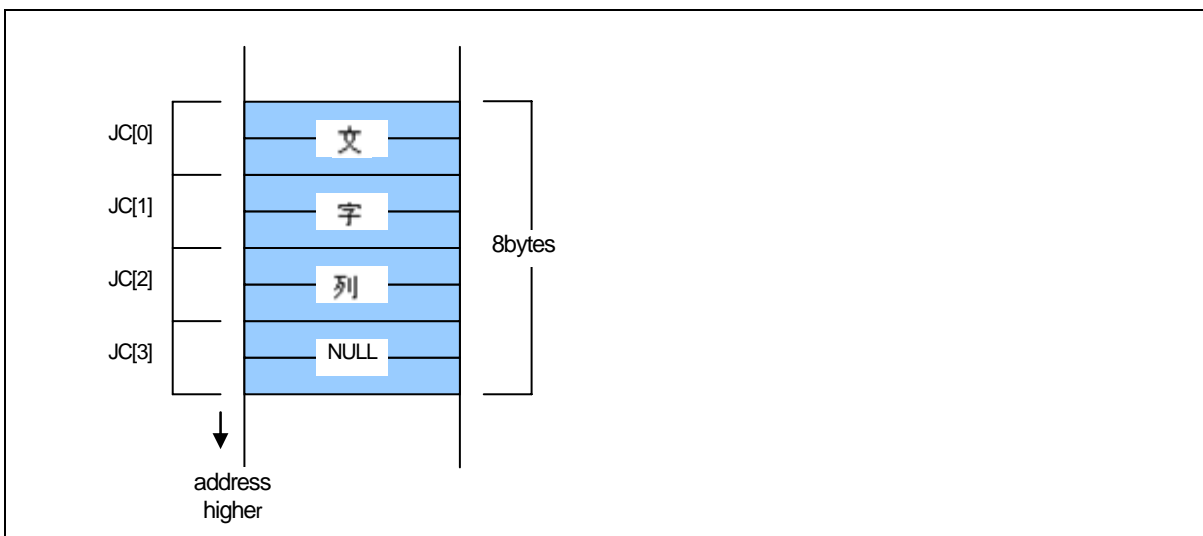 JC[0]
文
JC[1]
字
8bytes
JC[2]
列
JC[3]
NULL
address
higher